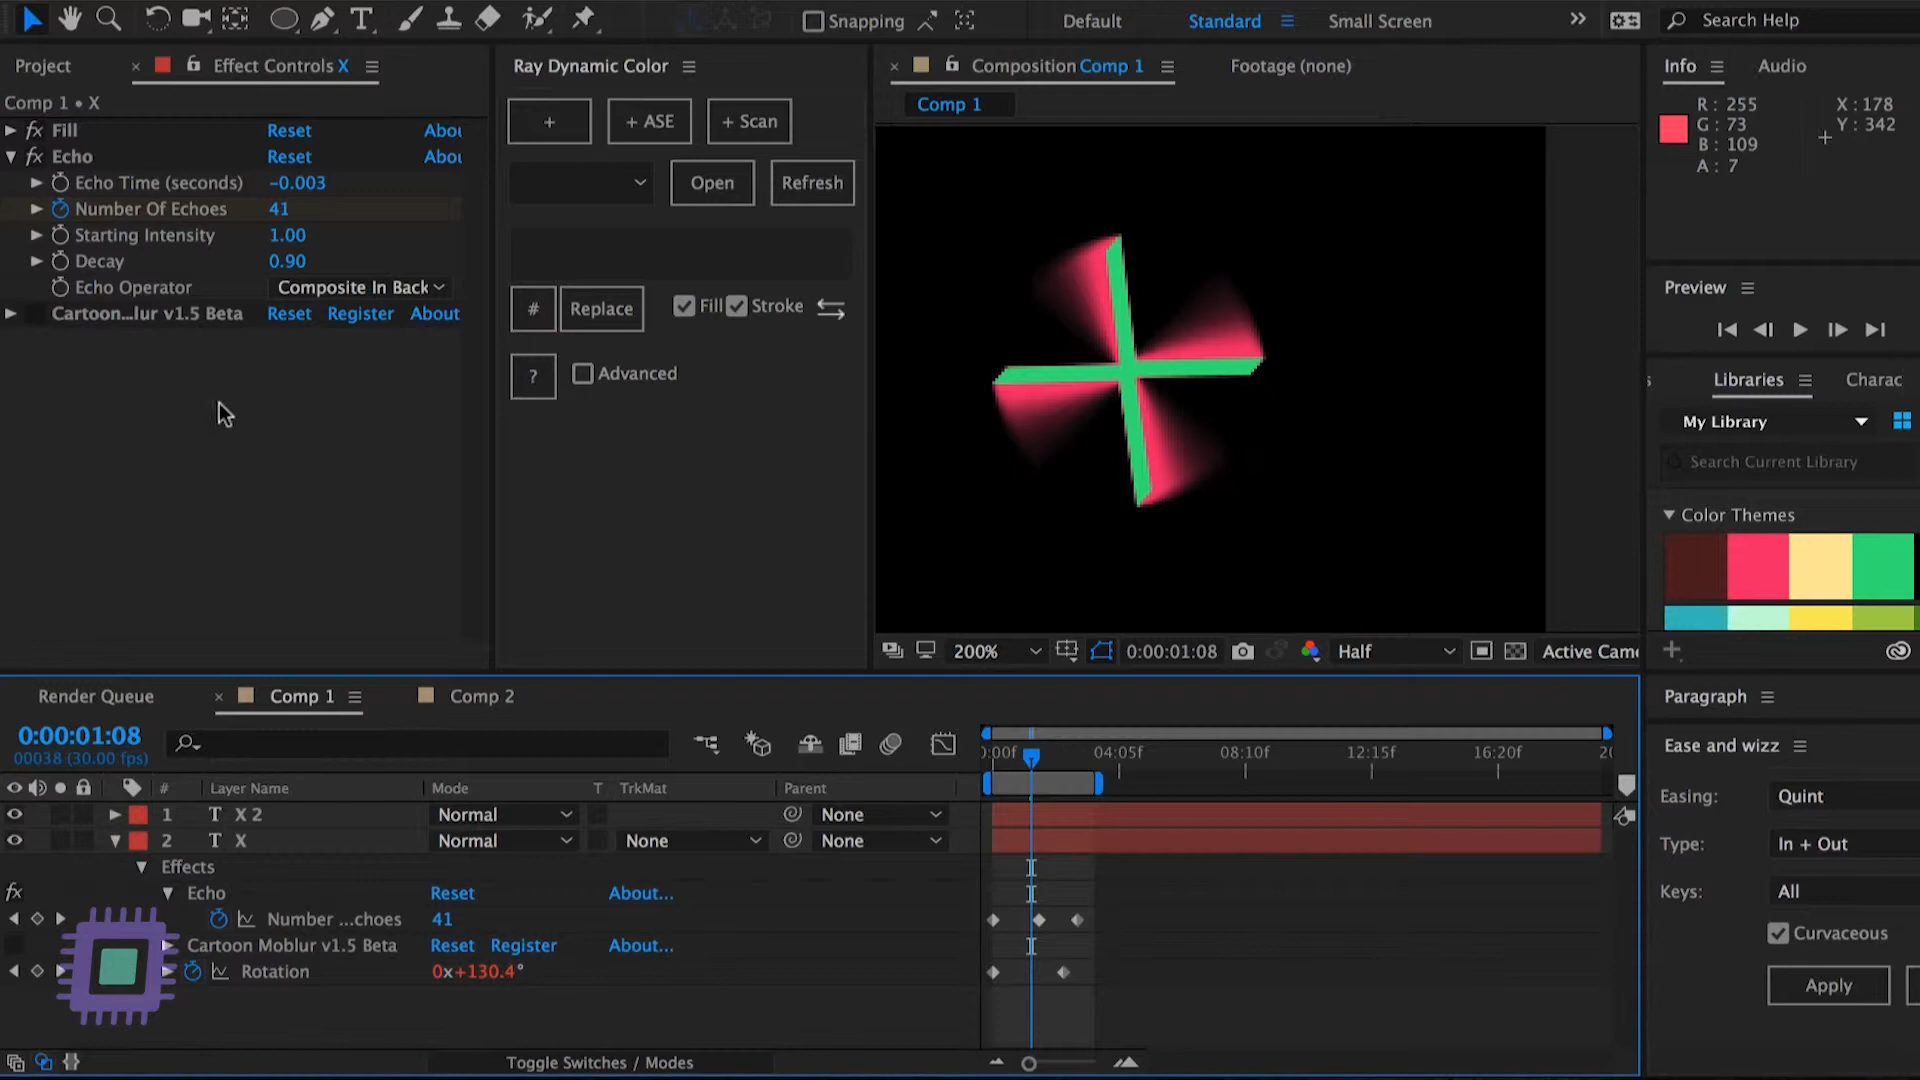 Snapping
Default
Standard
Small Screen
Search Help
Project
Effect Controls X
Comp 1 • X
fx Fill Reset Abou
fx Echo Reset Abou
Echo Time (seconds) -0.003
Number Of Echoes 41
Starting Intensity 1.00
Decay 0.90
Echo Operator Composite In Back
Cartoon...lur v1.5 Beta Reset Register About
Ray Dynamic Color
+ + ASE + Scan
Open Refresh
# Replace Fill Stroke
? Advanced
Composition Comp 1
Footage (none)
Comp 1
200% 0:00:01:08 Half Active Came
Info Audio
R: 255 X: 178
G: 73 Y: 342
B: 109
A: 7
Preview
s Libraries Charac
My Library
Search Current Library
Color Themes
Paragraph
Ease and wizz
Easing: Quint
Type: In + Out
Keys: All
Curvaceous
Apply
Render Queue Comp 1 Comp 2
0:00:01:08
00038 (30.00 fps)
):00f 04:05f 08:10f 12:15f 16:20f 20
# Layer Name Mode T TrkMat Parent
1 T X 2 Normal None
2 T X Normal None None
Effects
fx Echo Reset About...
Number ...choes 41
Cartoon Moblur v1.5 Beta Reset Register About...
Rotation 0x+130.4°
Toggle Switches / Modes